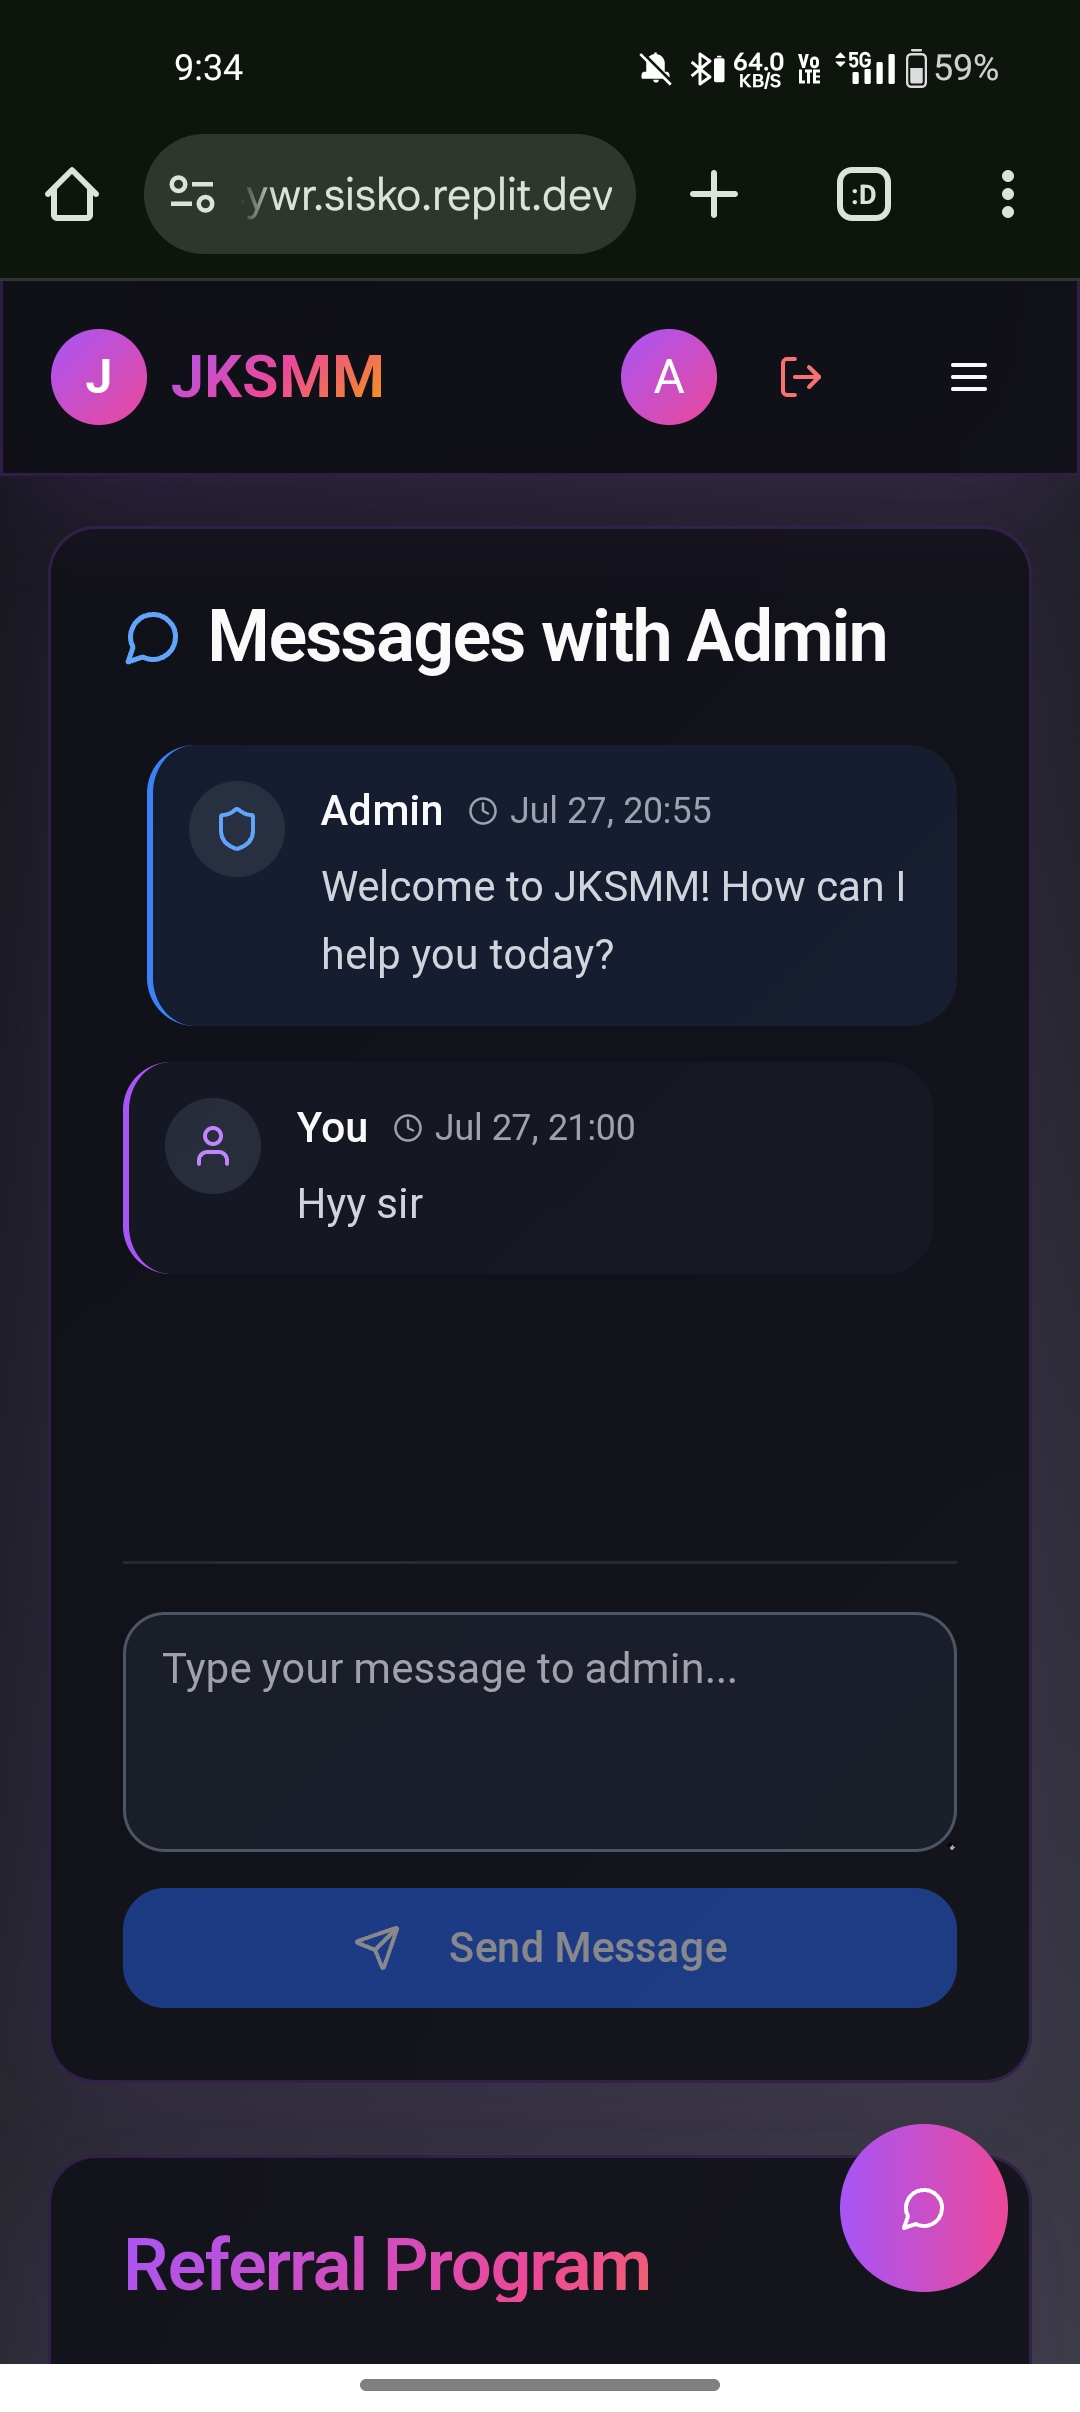 9:34
64.0
KB/S
Vo
LTE
5G
59%
ywr.sisko.replit.dev
:D
J
JKSMM
A
Messages with Admin
Admin
Jul 27, 20:55
Welcome to JKSMM! How can I
help you today?
You
Jul 27, 21:00
Hyy sir
Type your message to admin...
Send Message
Referral Program